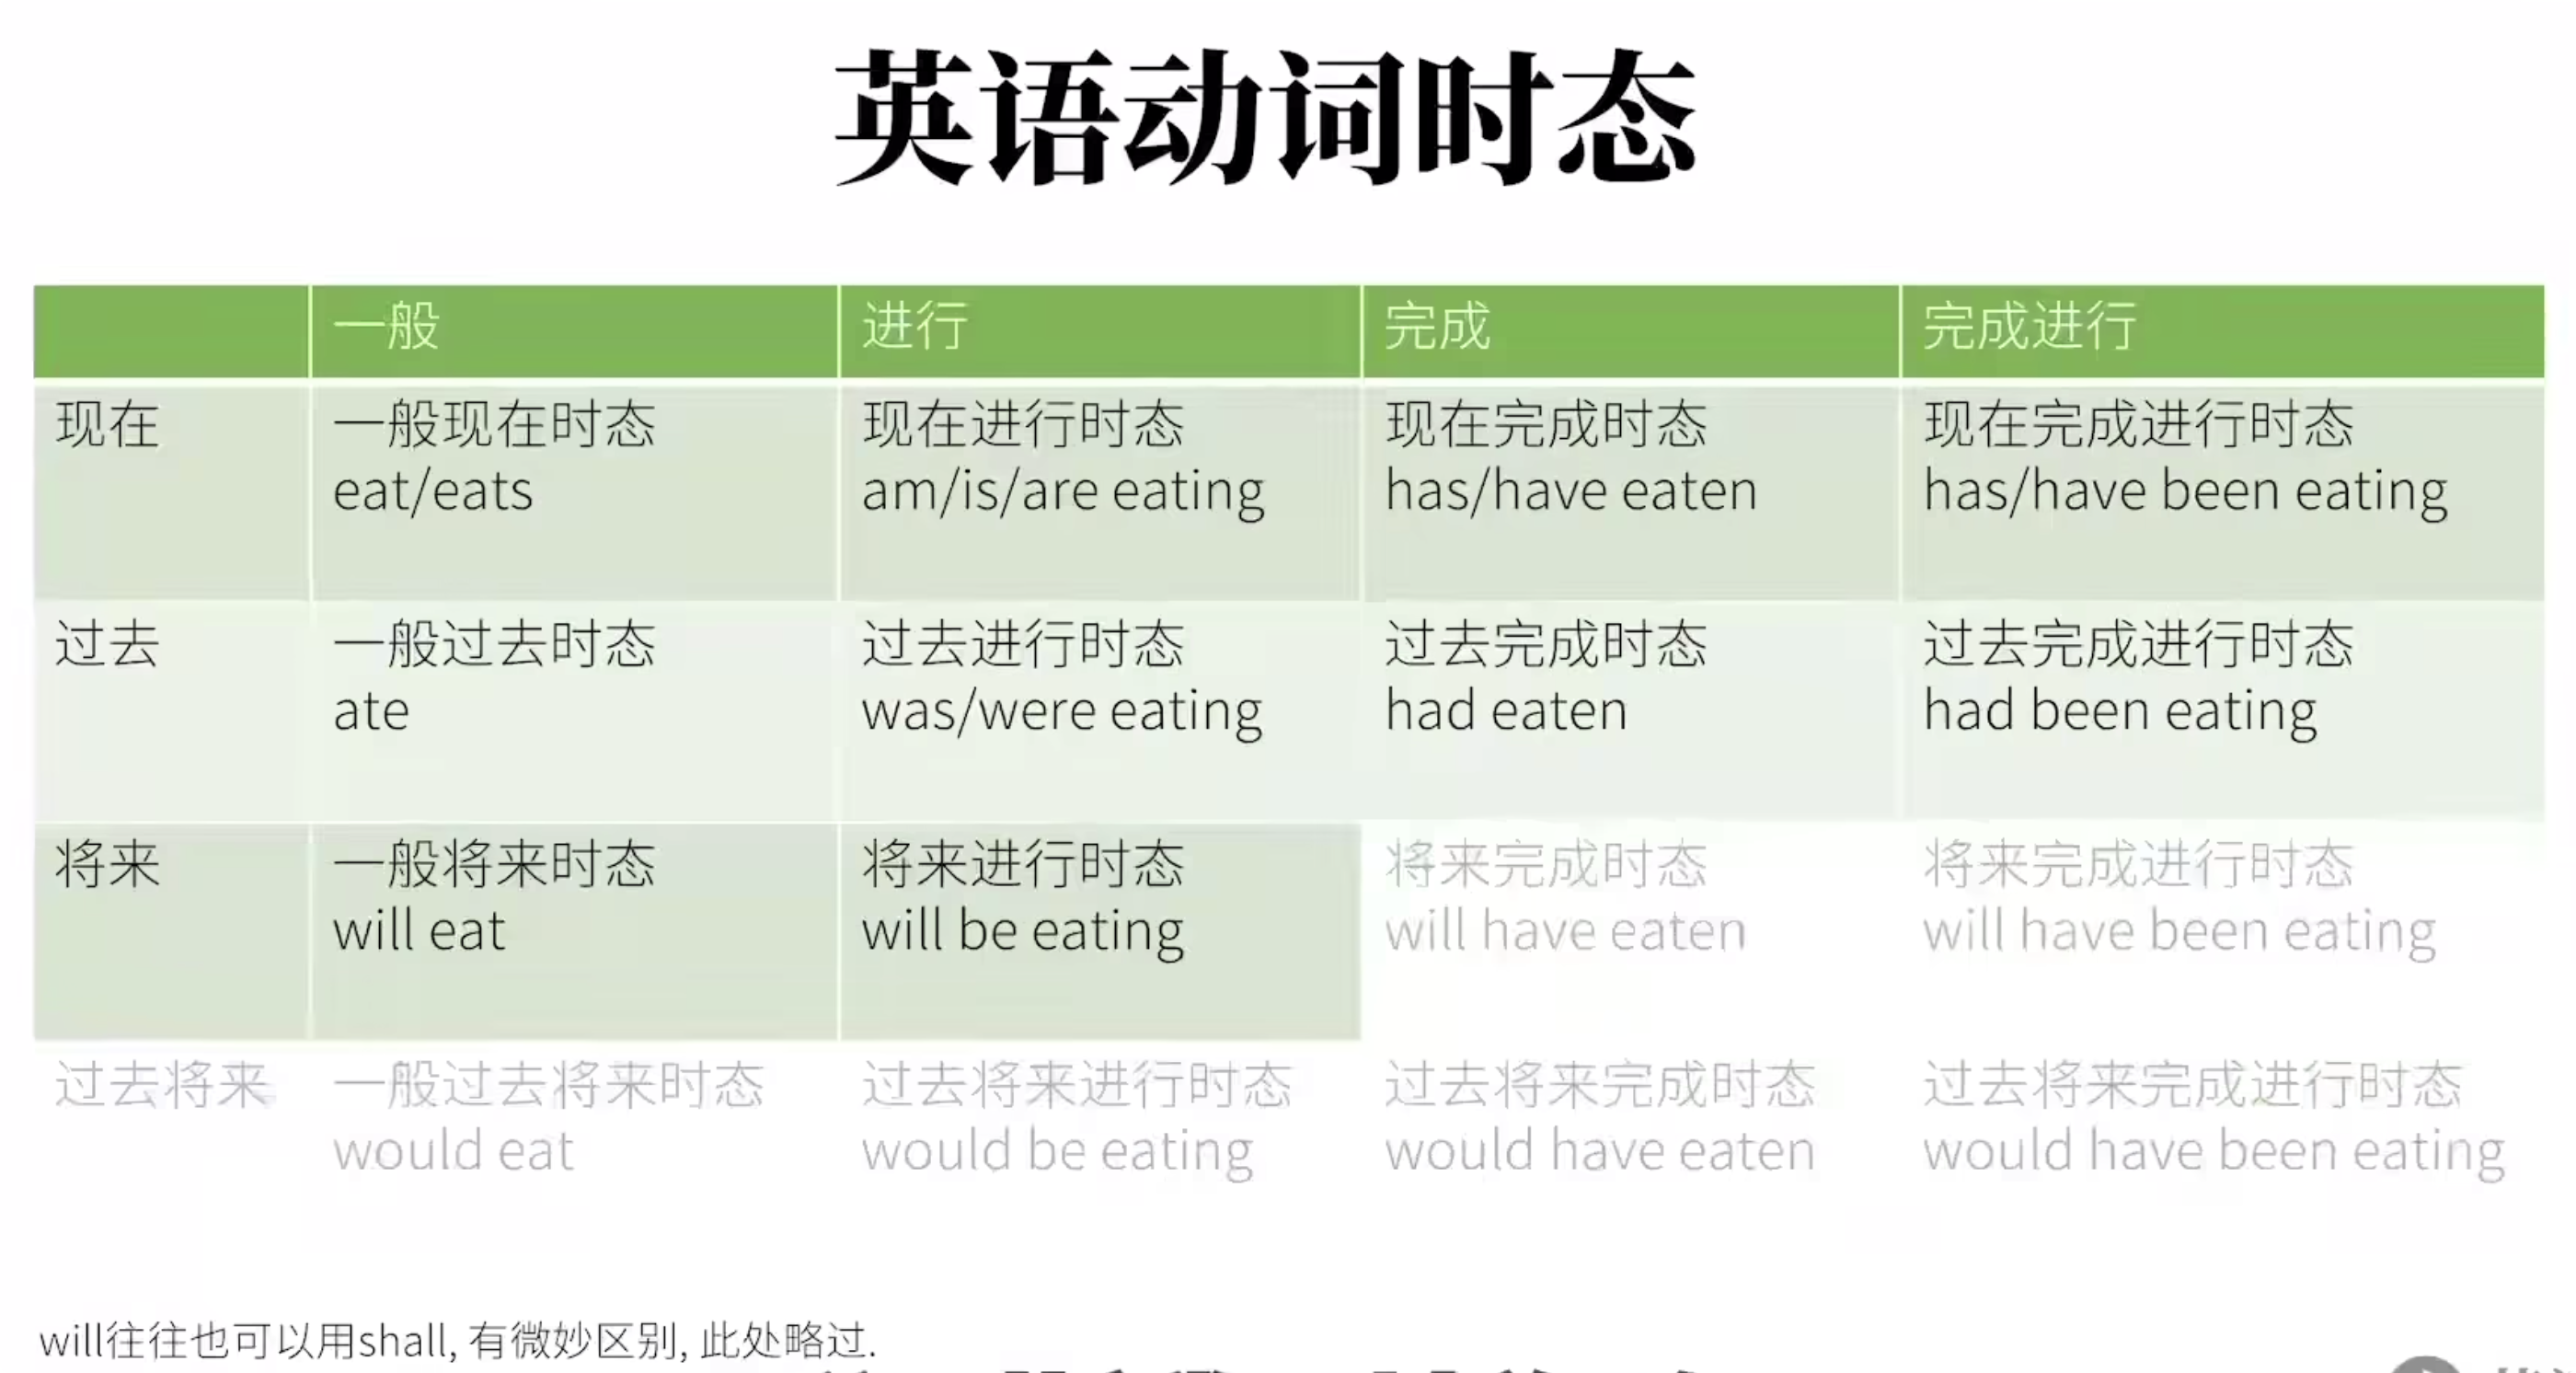 英语动词时态
一般 进行 完成 完成进行
现在 一般现在时态 现在进行时态 现在完成时态 现在完成进行时态
eat/eats am/is/are eating has/have eaten has/have been eating
过去 一般过去时态 过去进行时态 过去完成时态 过去完成进行时态
ate was/were eating had eaten had been eating
将来 一般将来时态 将来进行时态 将来完成时态 将来完成进行时态
will eat will be eating will have eaten will have been eating
过去将来 一般过去将来时态 过去将来进行时态 过去将来完成时态 过去将来完成进行时态
would eat would be eating would have eaten would have been eating
will往往也可以用shall, 有微妙区别, 此处略过.